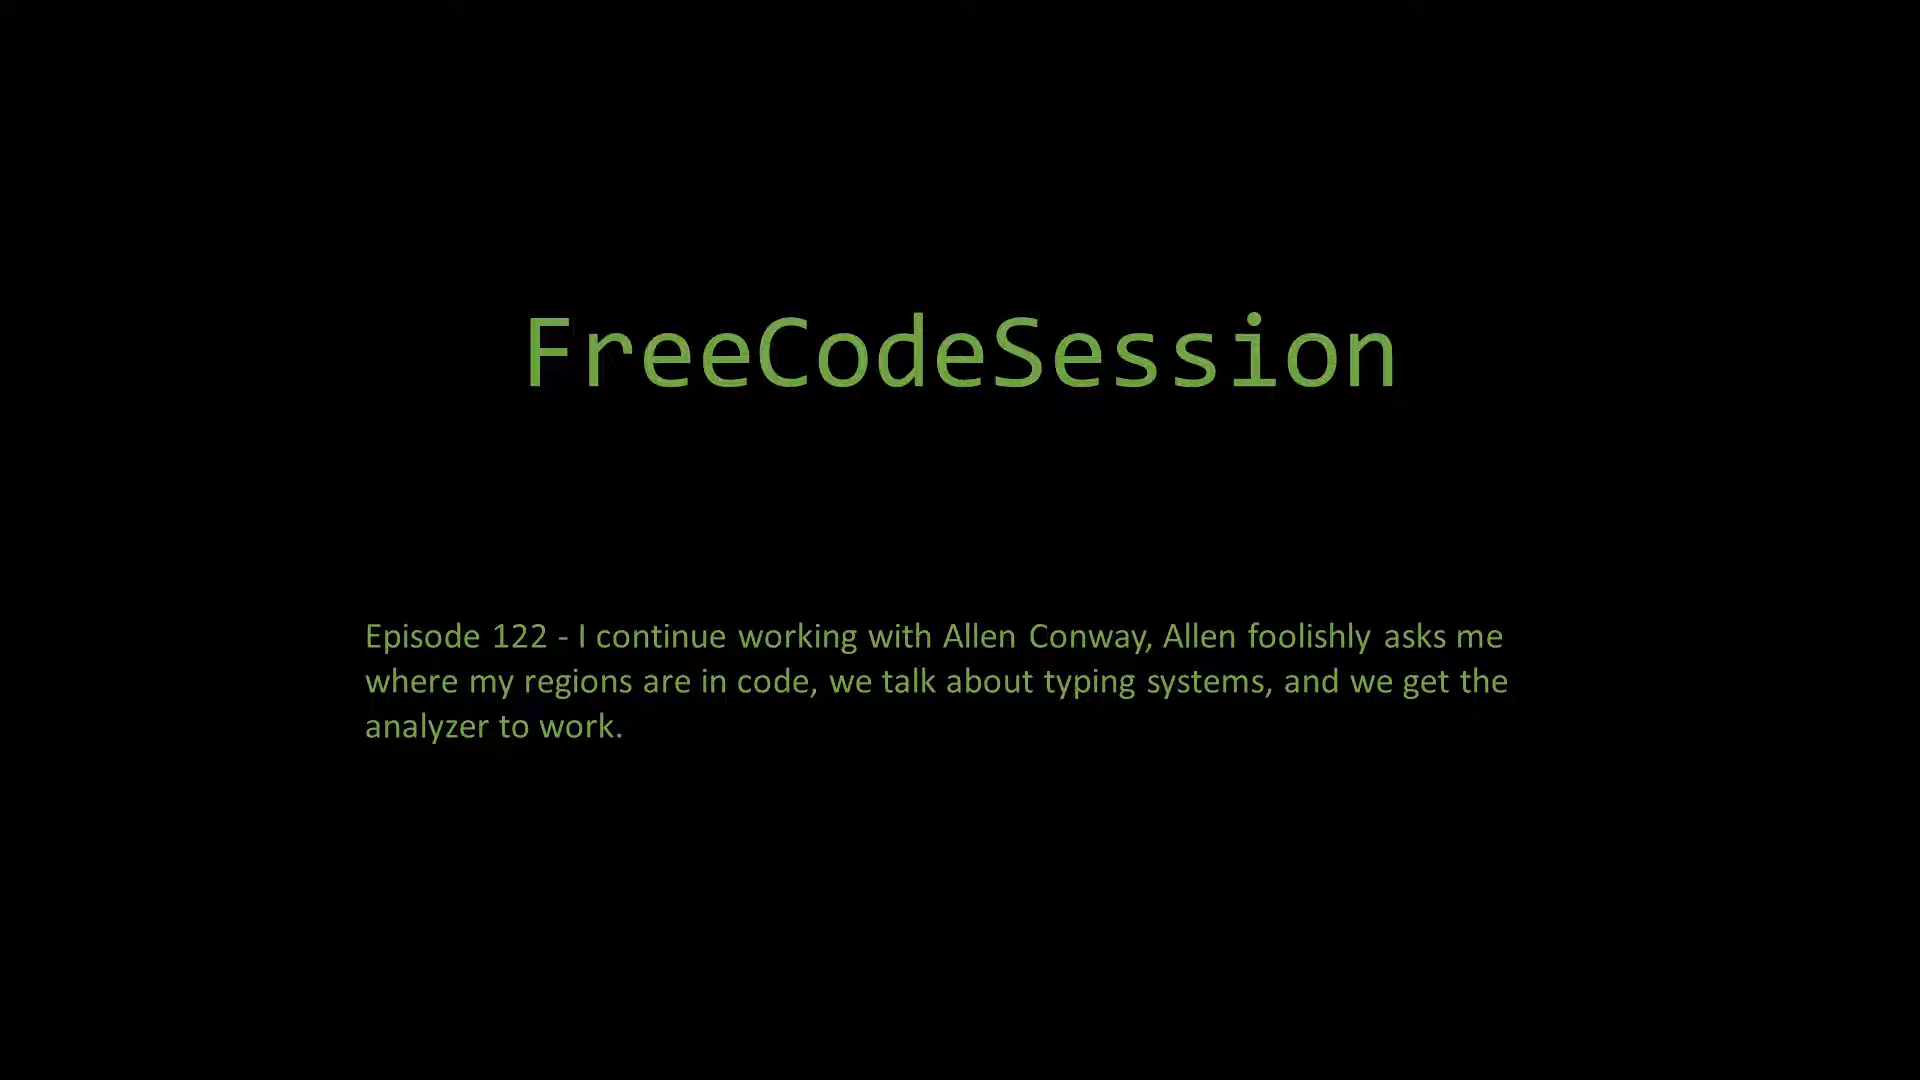 FreeCodeSession
Episode 122 - I continue working with Allen Conway, Allen foolishly asks me
where my regions are in code, we talk about typing systems, and we get the
analyzer to work.